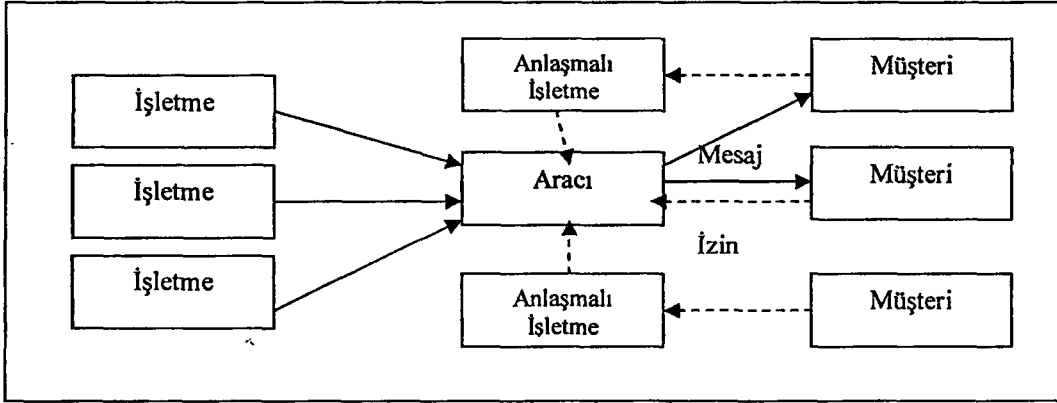 İşletme
İşletme
İşletme
Anlaşmalı
İşletme
Aracı
Anlaşmalı
İşletme
Mesaj
İzin
Müşteri
Müşteri
Müşteri